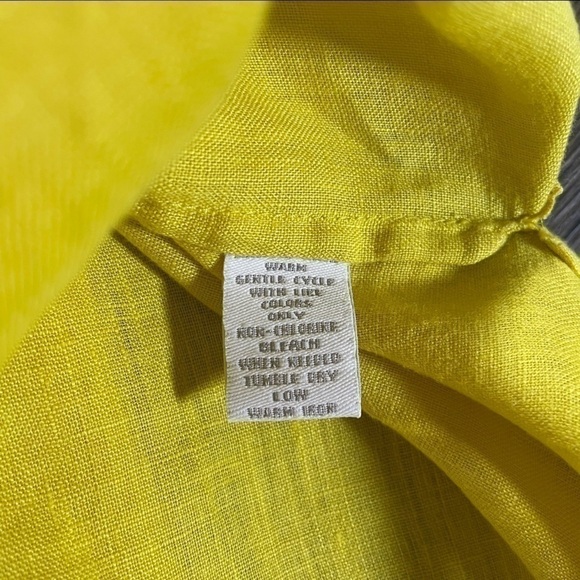 WARM
GENTLE CYCLE
WITH LIKE
COLORS
ONLY
NON-CHLORINE
BLEACH
WHEN NEEDED
TUMBLE DRY
LOW
WARM IRON